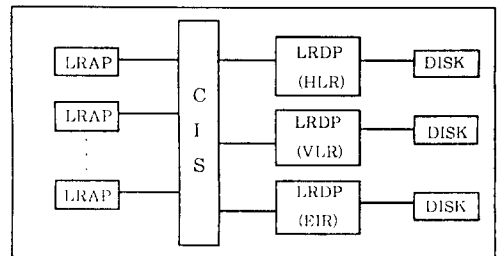 LRAP
LRAP
LRAP
C
I
S
LRDP
(HLR)
LRDP
(VLR)
LRDP
(EIR)
DISK
DISK
DISK